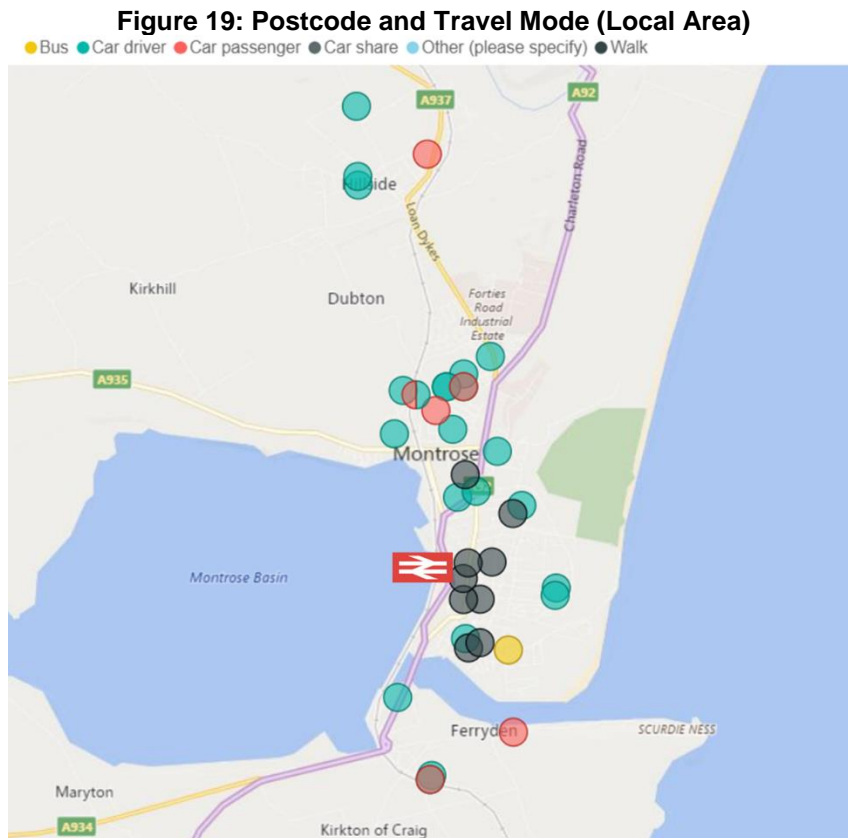 Figure 19: Postcode and Travel Mode (Local Area)
Bus Car driver Car passenger Car share Other (please specify) Walk
A937
A92
Charleton Road
Hillside
Loan Dykes
Kirkhill
Dubton
Forties
Road
Industrial
Estate
A935
Montrose
Montrose Basin
Ferryden
SCURDIE NESS
Maryton
A934
Kirkton of Craig